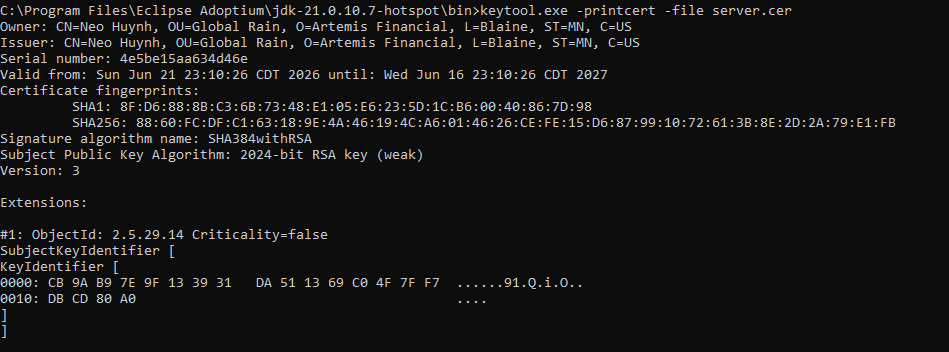 C:\Program Files\Eclipse Adoptium\jdk-21.0.10.7-hotspot\bin>keytool.exe -printcert -file server.cer
Owner: CN=Neo Huynh, OU=Global Rain, O=Artemis Financial, L=Blaine, ST=MN, C=US
Issuer: CN=Neo Huynh, OU=Global Rain, O=Artemis Financial, L=Blaine, ST=MN, C=US
Serial number: 4e5be15aa634d46e
Valid from: Sun Jun 21 23:10:26 CDT 2026 until: Wed Jun 16 23:10:26 CDT 2027
Certificate fingerprints:
         SHA1: 8F:D6:88:8B:C3:6B:73:48:E1:05:E6:23:5D:1C:B6:00:40:86:7D:98
         SHA256: 88:60:FC:DF:C1:63:18:9E:4A:46:19:4C:A6:01:46:26:CE:FE:15:D6:87:99:10:72:61:3B:8E:2D:2A:79:E1:FB
Signature algorithm name: SHA384withRSA
Subject Public Key Algorithm: 2024-bit RSA key (weak)
Version: 3

Extensions:

#1: ObjectId: 2.5.29.14 Criticality=false
SubjectKeyIdentifier [
KeyIdentifier [
0000: CB 9A B9 7E 9F 13 39 31   DA 51 13 69 C0 4F 7F F7  ......91.Q.i.O..
0010: DB CD 80 A0                                        ....
]
]